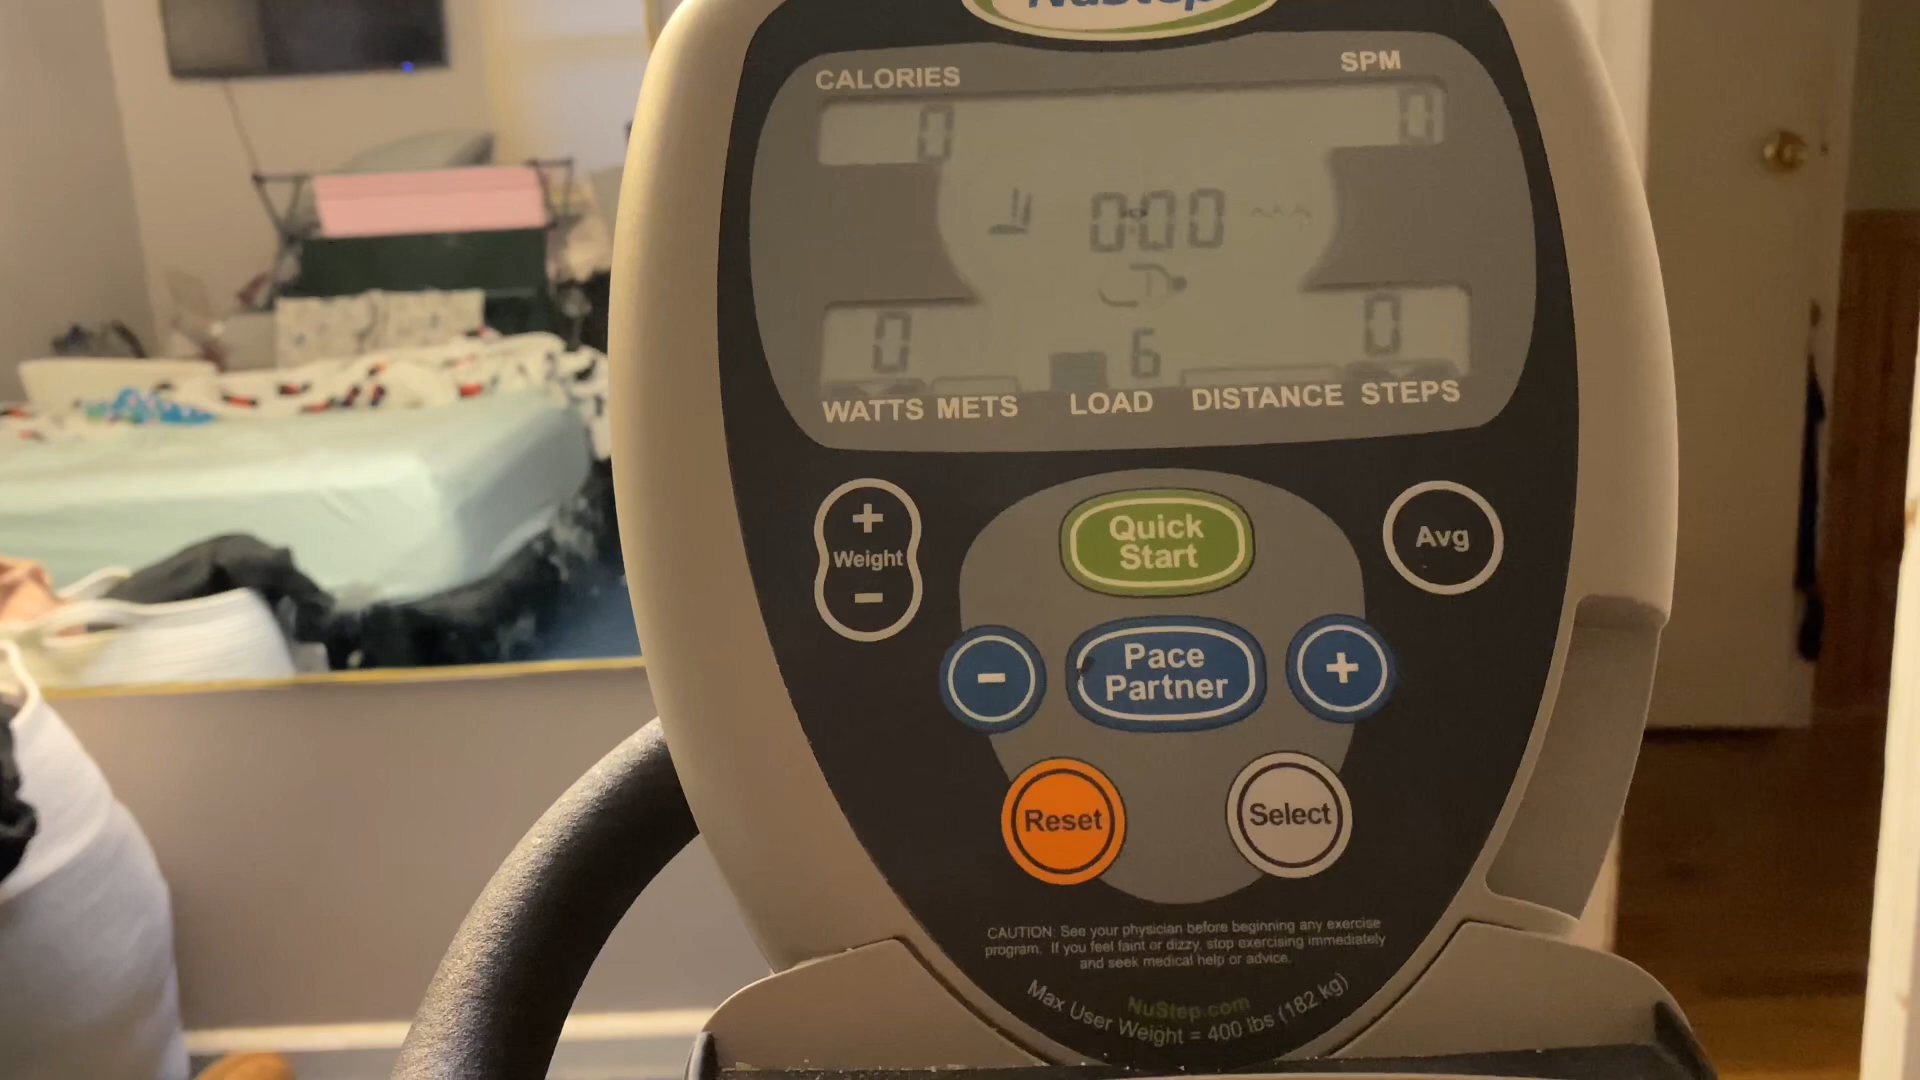 NuStep
CALORIES SPM
0 0
0:00
0 6 0
WATTS METS LOAD DISTANCE STEPS
+
Weight
-
Quick
Start
Avg
-
Pace
Partner
+
Reset
Select
CAUTION: See your physician before beginning any exercise
program. If you feel faint or dizzy, stop exercising immediately
and seek medical help or advice.
NuStep.com
Max User Weight = 400 lbs (182 kg)